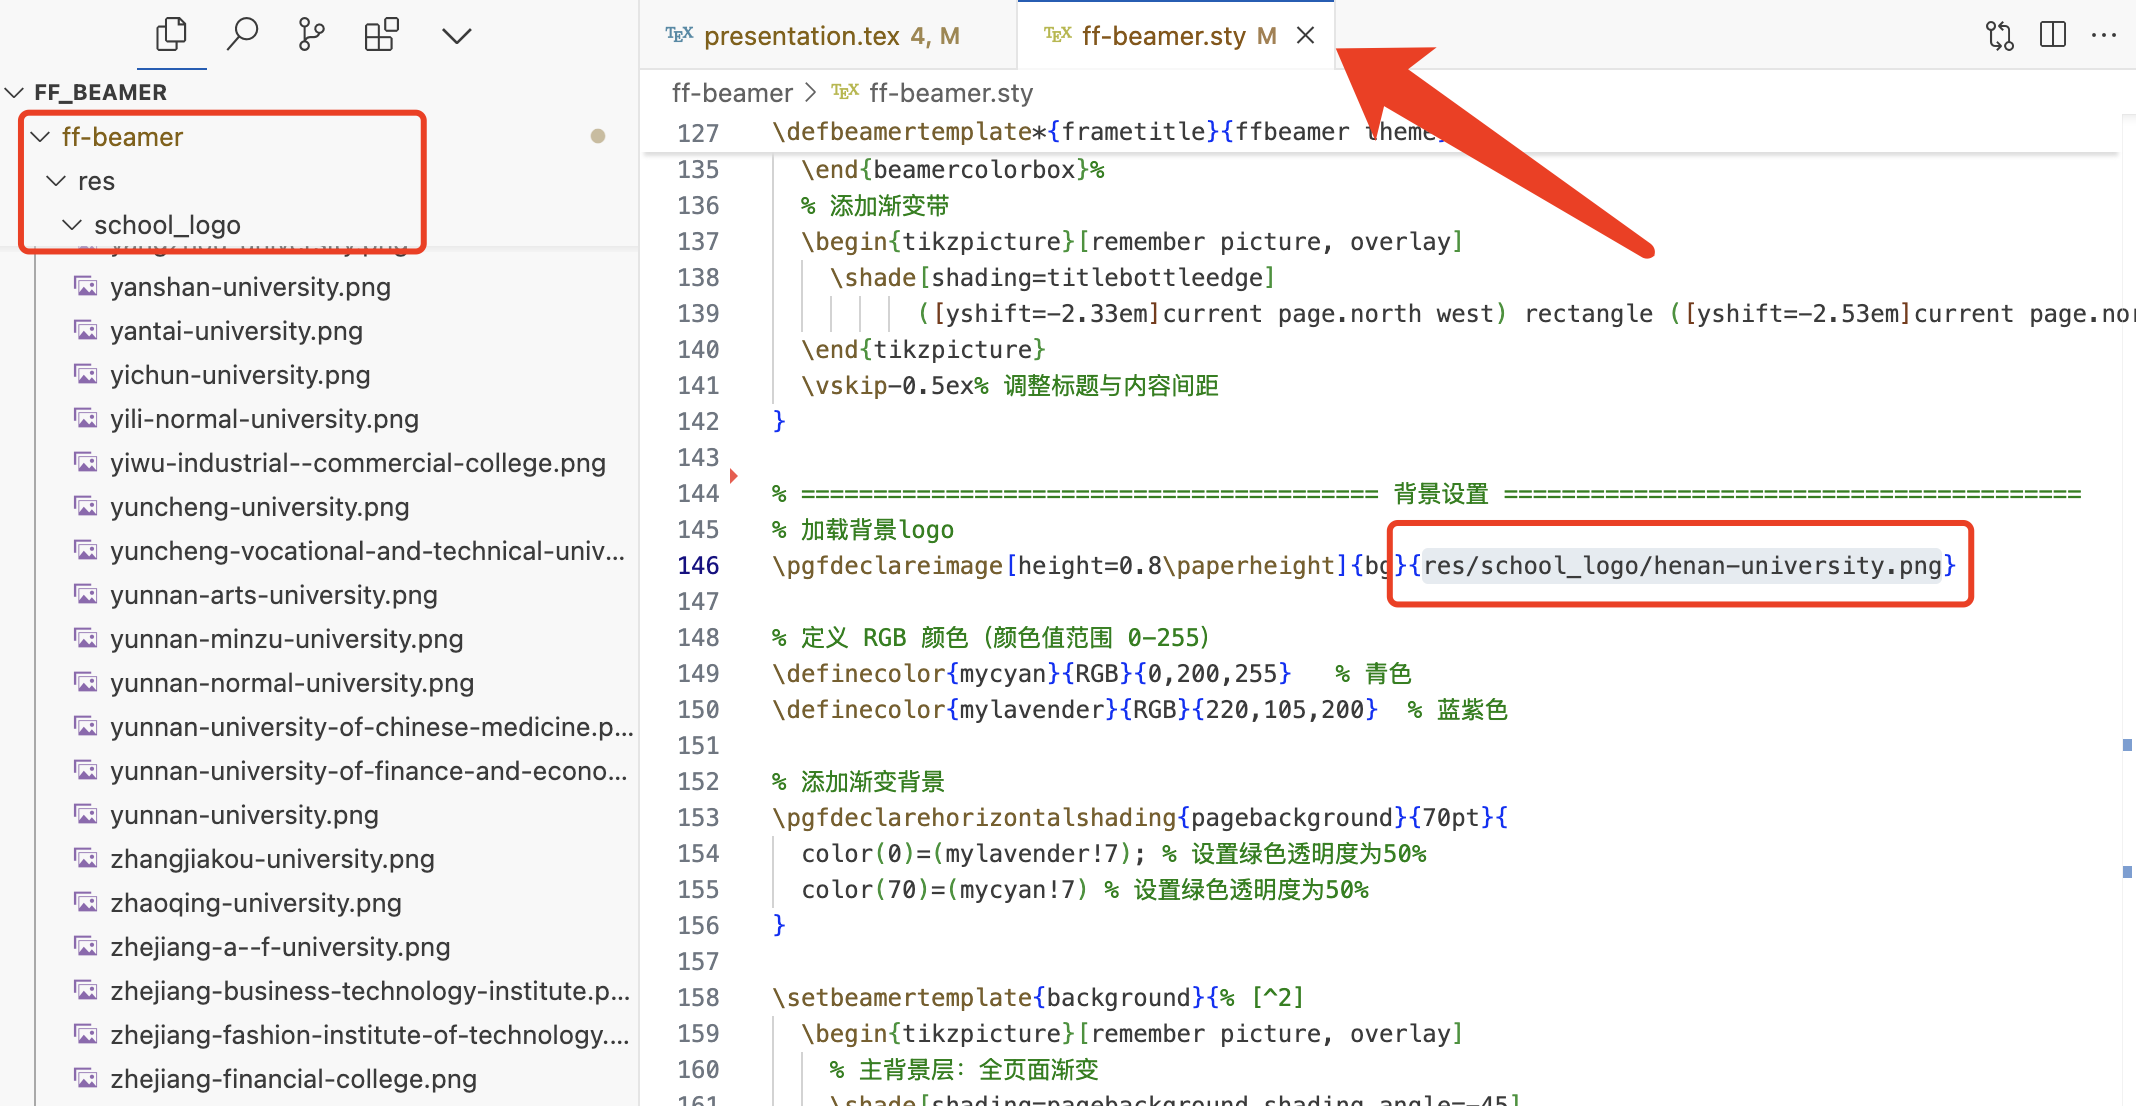 FF_BEAMER
ff-beamer
res
school_logo
yanshan-university.png
yantai-university.png
yichun-university.png
yili-normal-university.png
yiwu-industrial--commercial-college.png
yuncheng-university.png
yuncheng-vocational-and-technical-univ...
yunnan-arts-university.png
yunnan-minzu-university.png
yunnan-normal-university.png
yunnan-university-of-chinese-medicine.p...
yunnan-university-of-finance-and-econo...
yunnan-university.png
zhangjiakou-university.png
zhaoqing-university.png
zhejiang-a--f-university.png
zhejiang-business-technology-institute.p...
zhejiang-fashion-institute-of-technology....
zhejiang-financial-college.png
TEX presentation.tex 4, M
TEX ff-beamer.sty M
ff-beamer > TEX ff-beamer.sty
127 \defbeamertemplate*{frametitle}{ffbeamer theme}
135 \end{beamercolorbox}%
136 % 添加渐变带
137 \begin{tikzpicture}[remember picture, overlay]
138 \shade[shading=titlebottleedge]
139 ([yshift=-2.33em]current page.north west) rectangle ([yshift=-2.53em]current page.nor
140 \end{tikzpicture}
141 \vskip-0.5ex% 调整标题与内容间距
142 }
143
144 % ======================================== 背景设置 ========================================
145 % 加载背景logo
146 \pgfdeclareimage[height=0.8\paperheight]{bg}{res/school_logo/henan-university.png}
147
148 % 定义 RGB 颜色（颜色值范围 0-255）
149 \definecolor{mycyan}{RGB}{0,200,255} % 青色
150 \definecolor{mylavender}{RGB}{220,105,200} % 蓝紫色
151
152 % 添加渐变背景
153 \pgfdeclarehorizontalshading{pagebackground}{70pt}{
154 color(0)=(mylavender!7); % 设置绿色透明度为50%
155 color(70)=(mycyan!7) % 设置绿色透明度为50%
156 }
157
158 \setbeamertemplate{background}{% [^2]
159 \begin{tikzpicture}[remember picture, overlay]
160 % 主背景层：全页面渐变
161 \shade[shading=pagebackground,shading angle=-45]